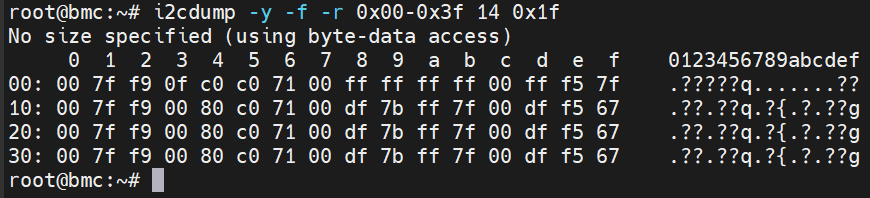 root@bmc:~# i2cdump -y -f -r 0x00-0x3f 14 0x1f
No size specified (using byte-data access)
     0  1  2  3  4  5  6  7  8  9  a  b  c  d  e  f    0123456789abcdef
00: 00 7f f9 0f c0 c0 71 00 ff ff ff ff 00 ff f5 7f    .?????q.......??
10: 00 7f f9 00 80 c0 71 00 df 7b ff 7f 00 df f5 67    .??.??q.?{.?.??g
20: 00 7f f9 00 80 c0 71 00 df 7b ff 7f 00 df f5 67    .??.??q.?{.?.??g
30: 00 7f f9 00 80 c0 71 00 df 7b ff 7f 00 df f5 67    .??.??q.?{.?.??g
root@bmc:~#